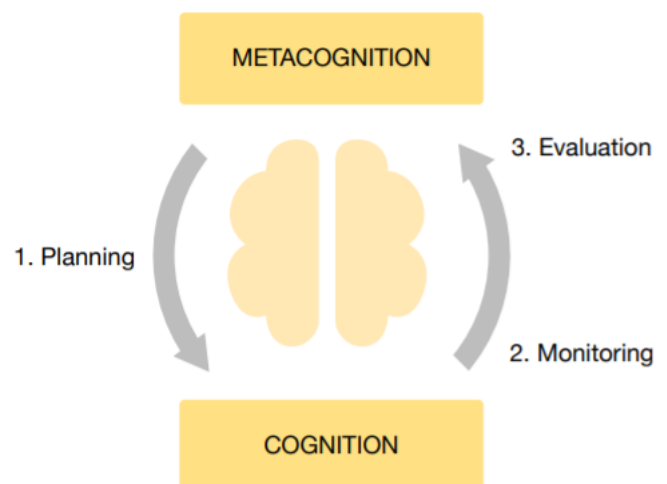 METACOGNITION
3. Evaluation
1. Planning
2. Monitoring
COGNITION